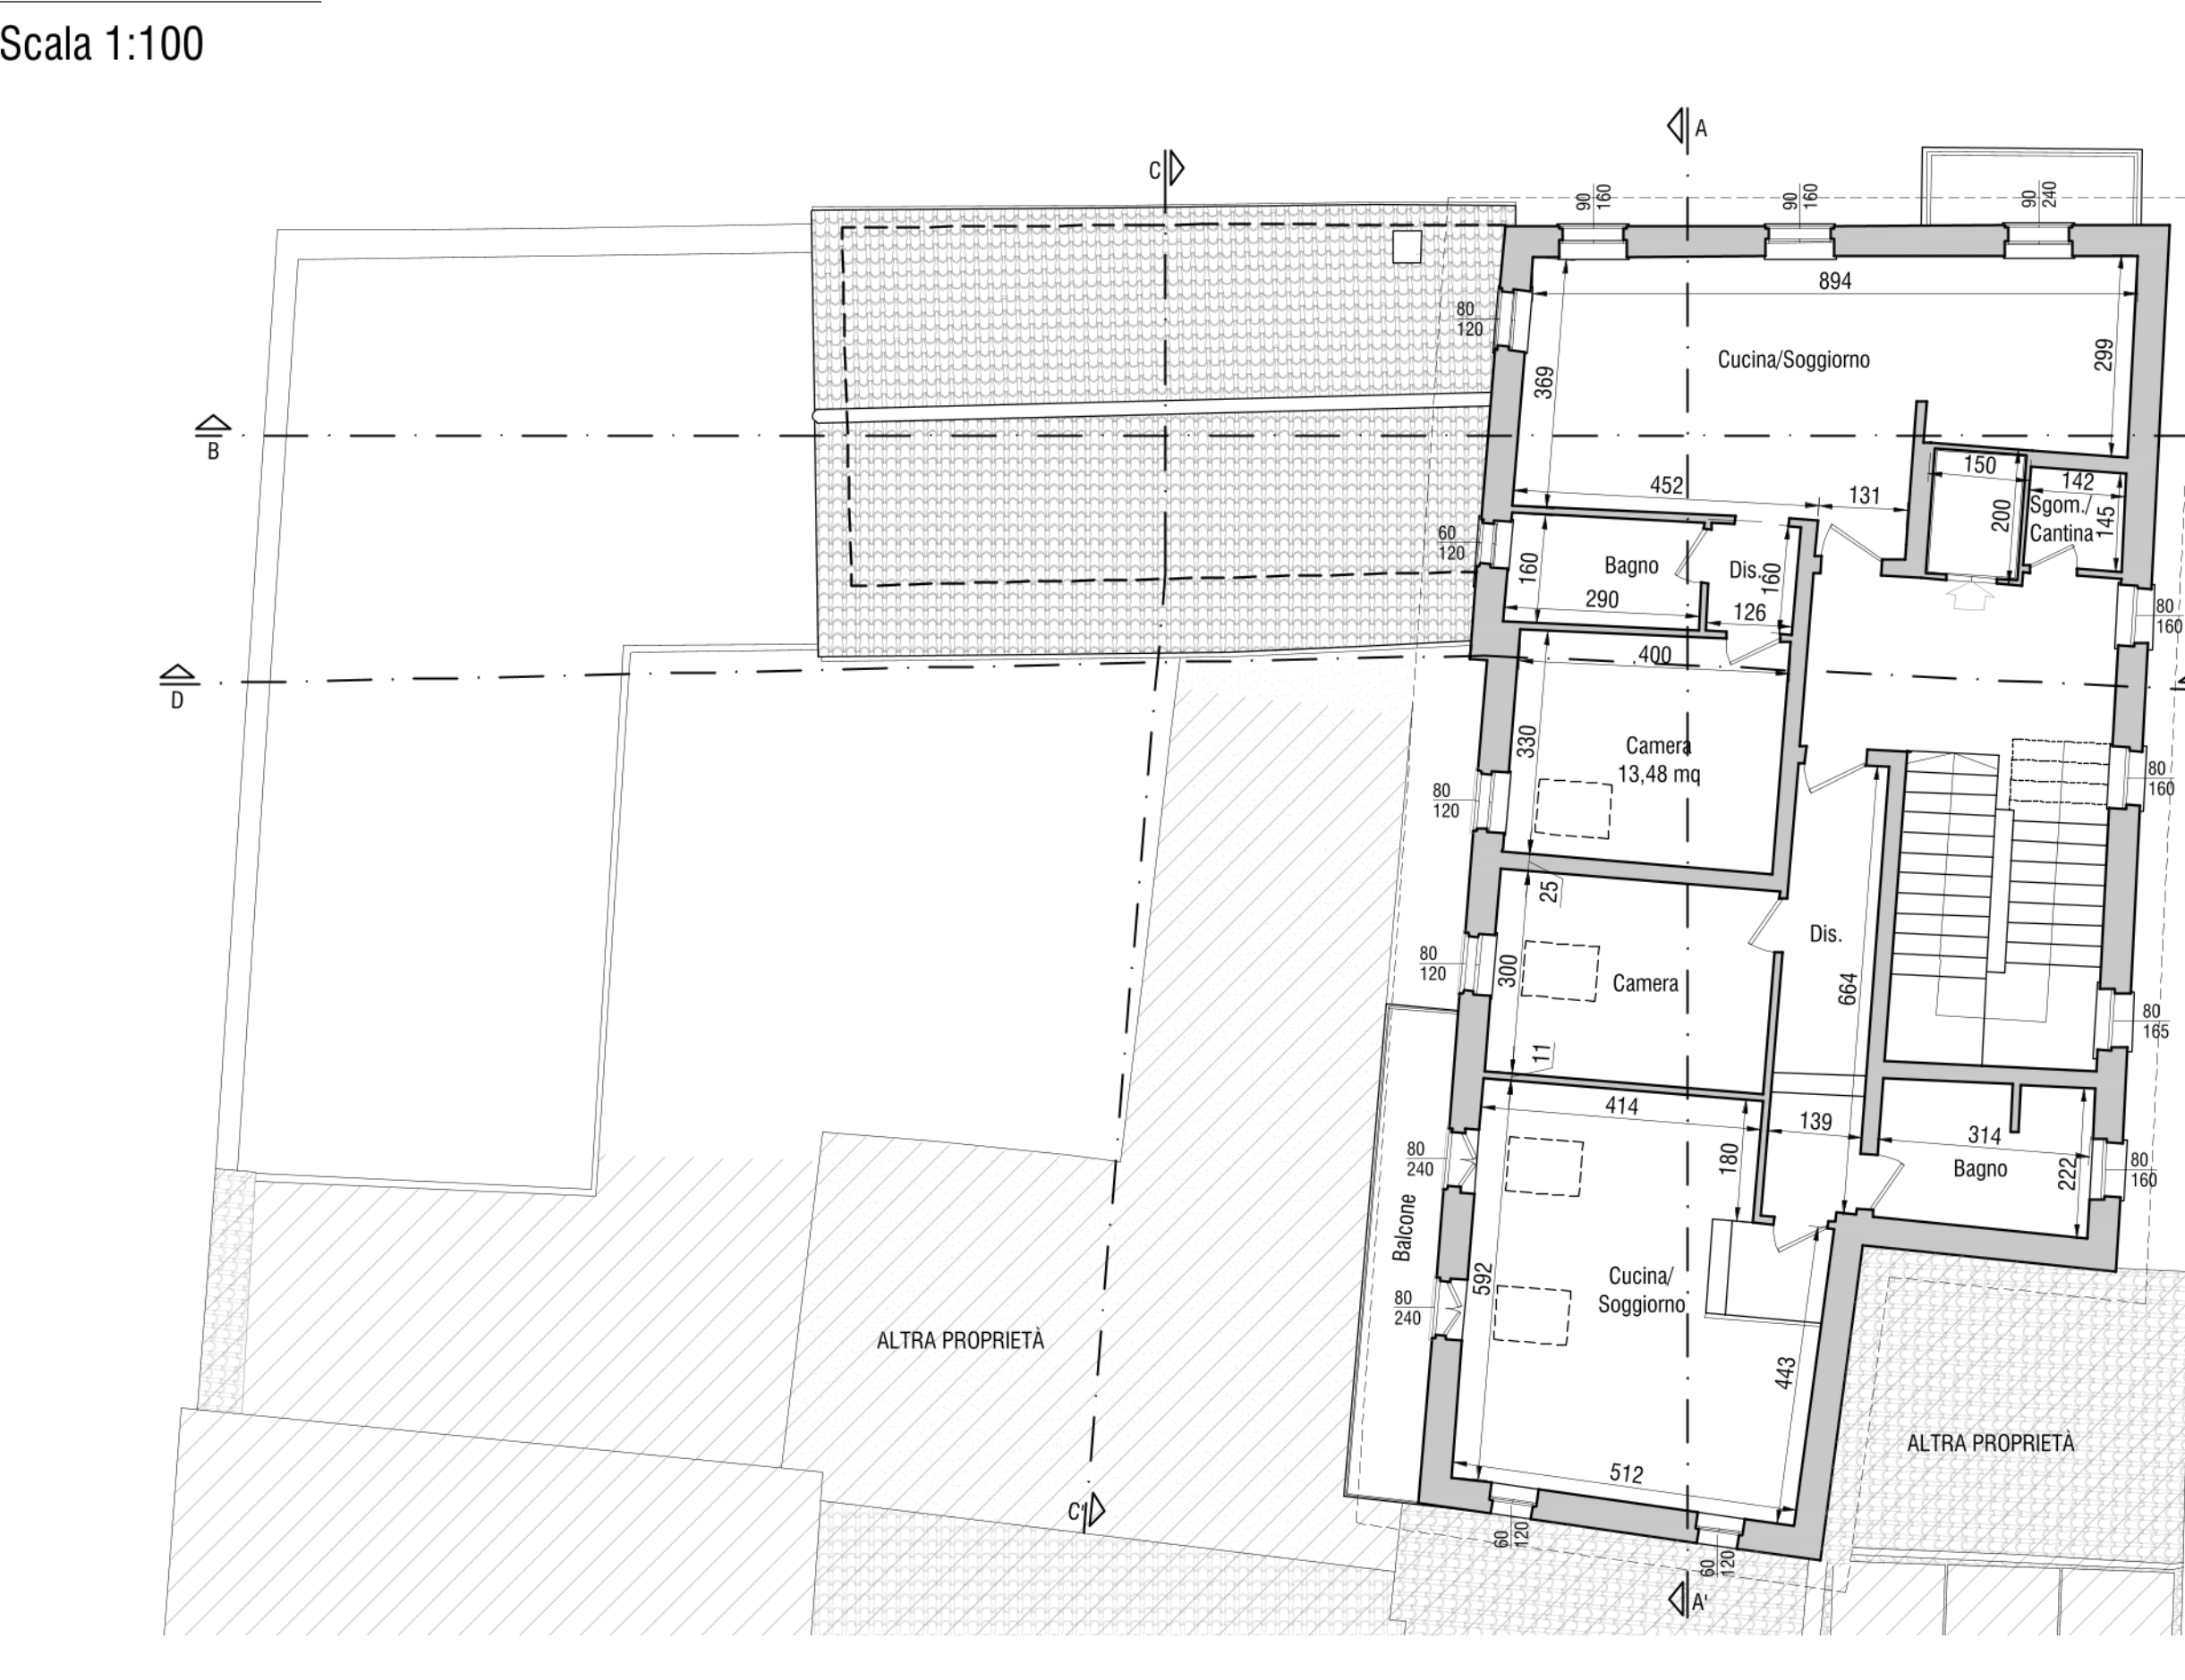 Scala 1:100
A
C
90
160
90
160
90
240
894
80
120
Cucina/Soggiorno
369
299
B
150
142
452
131
200
Sgom./
Cantina
145
60
120
160
Bagno
Dis.
160
290
126
80
160
400
D
330
Camera
13,48 mq
80
160
80
120
25
Dis.
80
120
300
Camera
664
80
165
11
414
139
314
180
Bagno
222
80
160
80
240
Balcone
592
Cucina/
Soggiorno
80
240
ALTRA PROPRIETÀ
443
ALTRA PROPRIETÀ
512
C'
60
120
60
120
A'